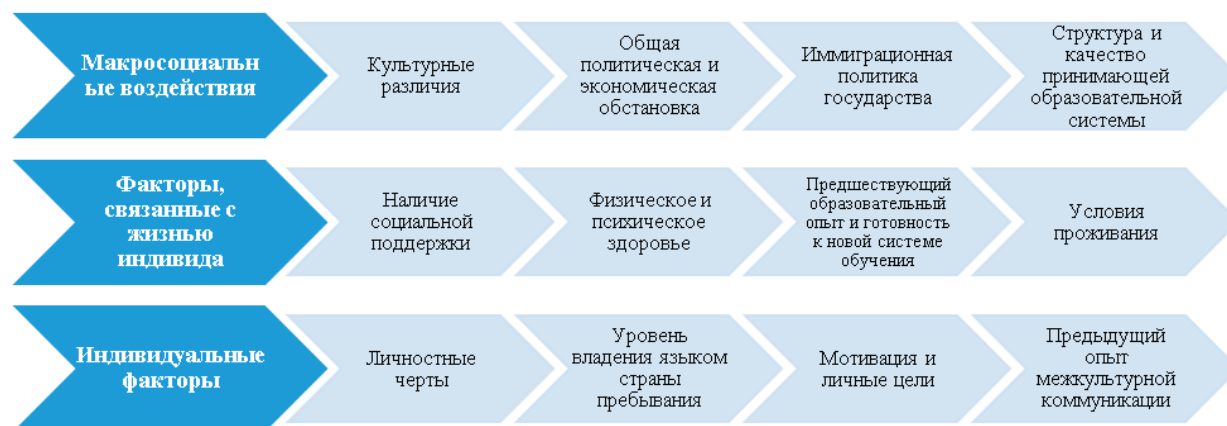 Макросоциальн
ые воздействия
Культурные
различия
Общая
политическая и
экономическая
обстановка
Иммиграционная
политика
государства
Структура и
качество
принимающей
образовательной
системы
Факторы,
связанные с
жизнью
индивида
Наличие
социальной
поддержки
Физическое и
психическое
здоровье
Предшествующий
образовательный
опыт и готовность
к новой системе
обучения
Условия
проживания
Индивидуальные
факторы
Личностные
черты
Уровень
владения языком
страны
пребывания
Мотивация и
личные цели
Предыдущий
опыт
межкультурной
коммуникации